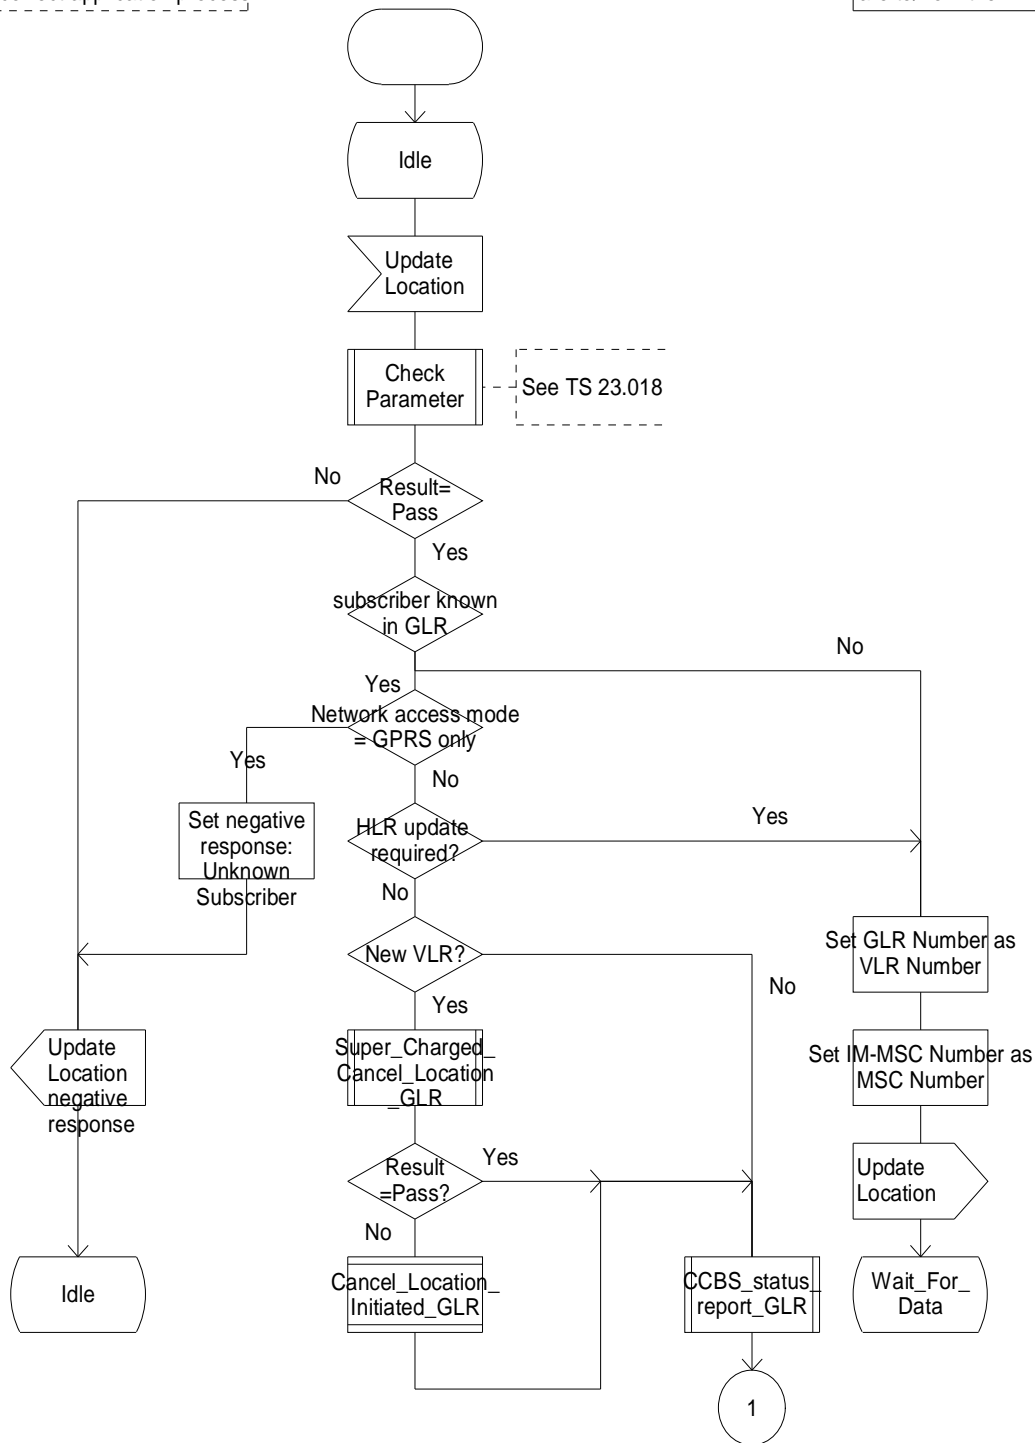 Idle
Update
Location
Check
Parameter
See TS 23.018
No
Result=
Pass
Yes
subscriber known
in GLR
No
Yes
Network access mode
= GPRS only
Yes
No
Set negative
response:
Unknown
Subscriber
HLR update
required?
Yes
No
New VLR?
No
Yes
Set GLR Number as
VLR Number
Super_Charged_
Cancel_Location
_GLR
Set IM-MSC Number as
MSC Number
Update
Location
negative
response
Result
=Pass?
Yes
No
Update
Location
Idle
Cancel_Location_
Initiated_GLR
CCBS_status_
report_GLR
Wait_For_
Data
1